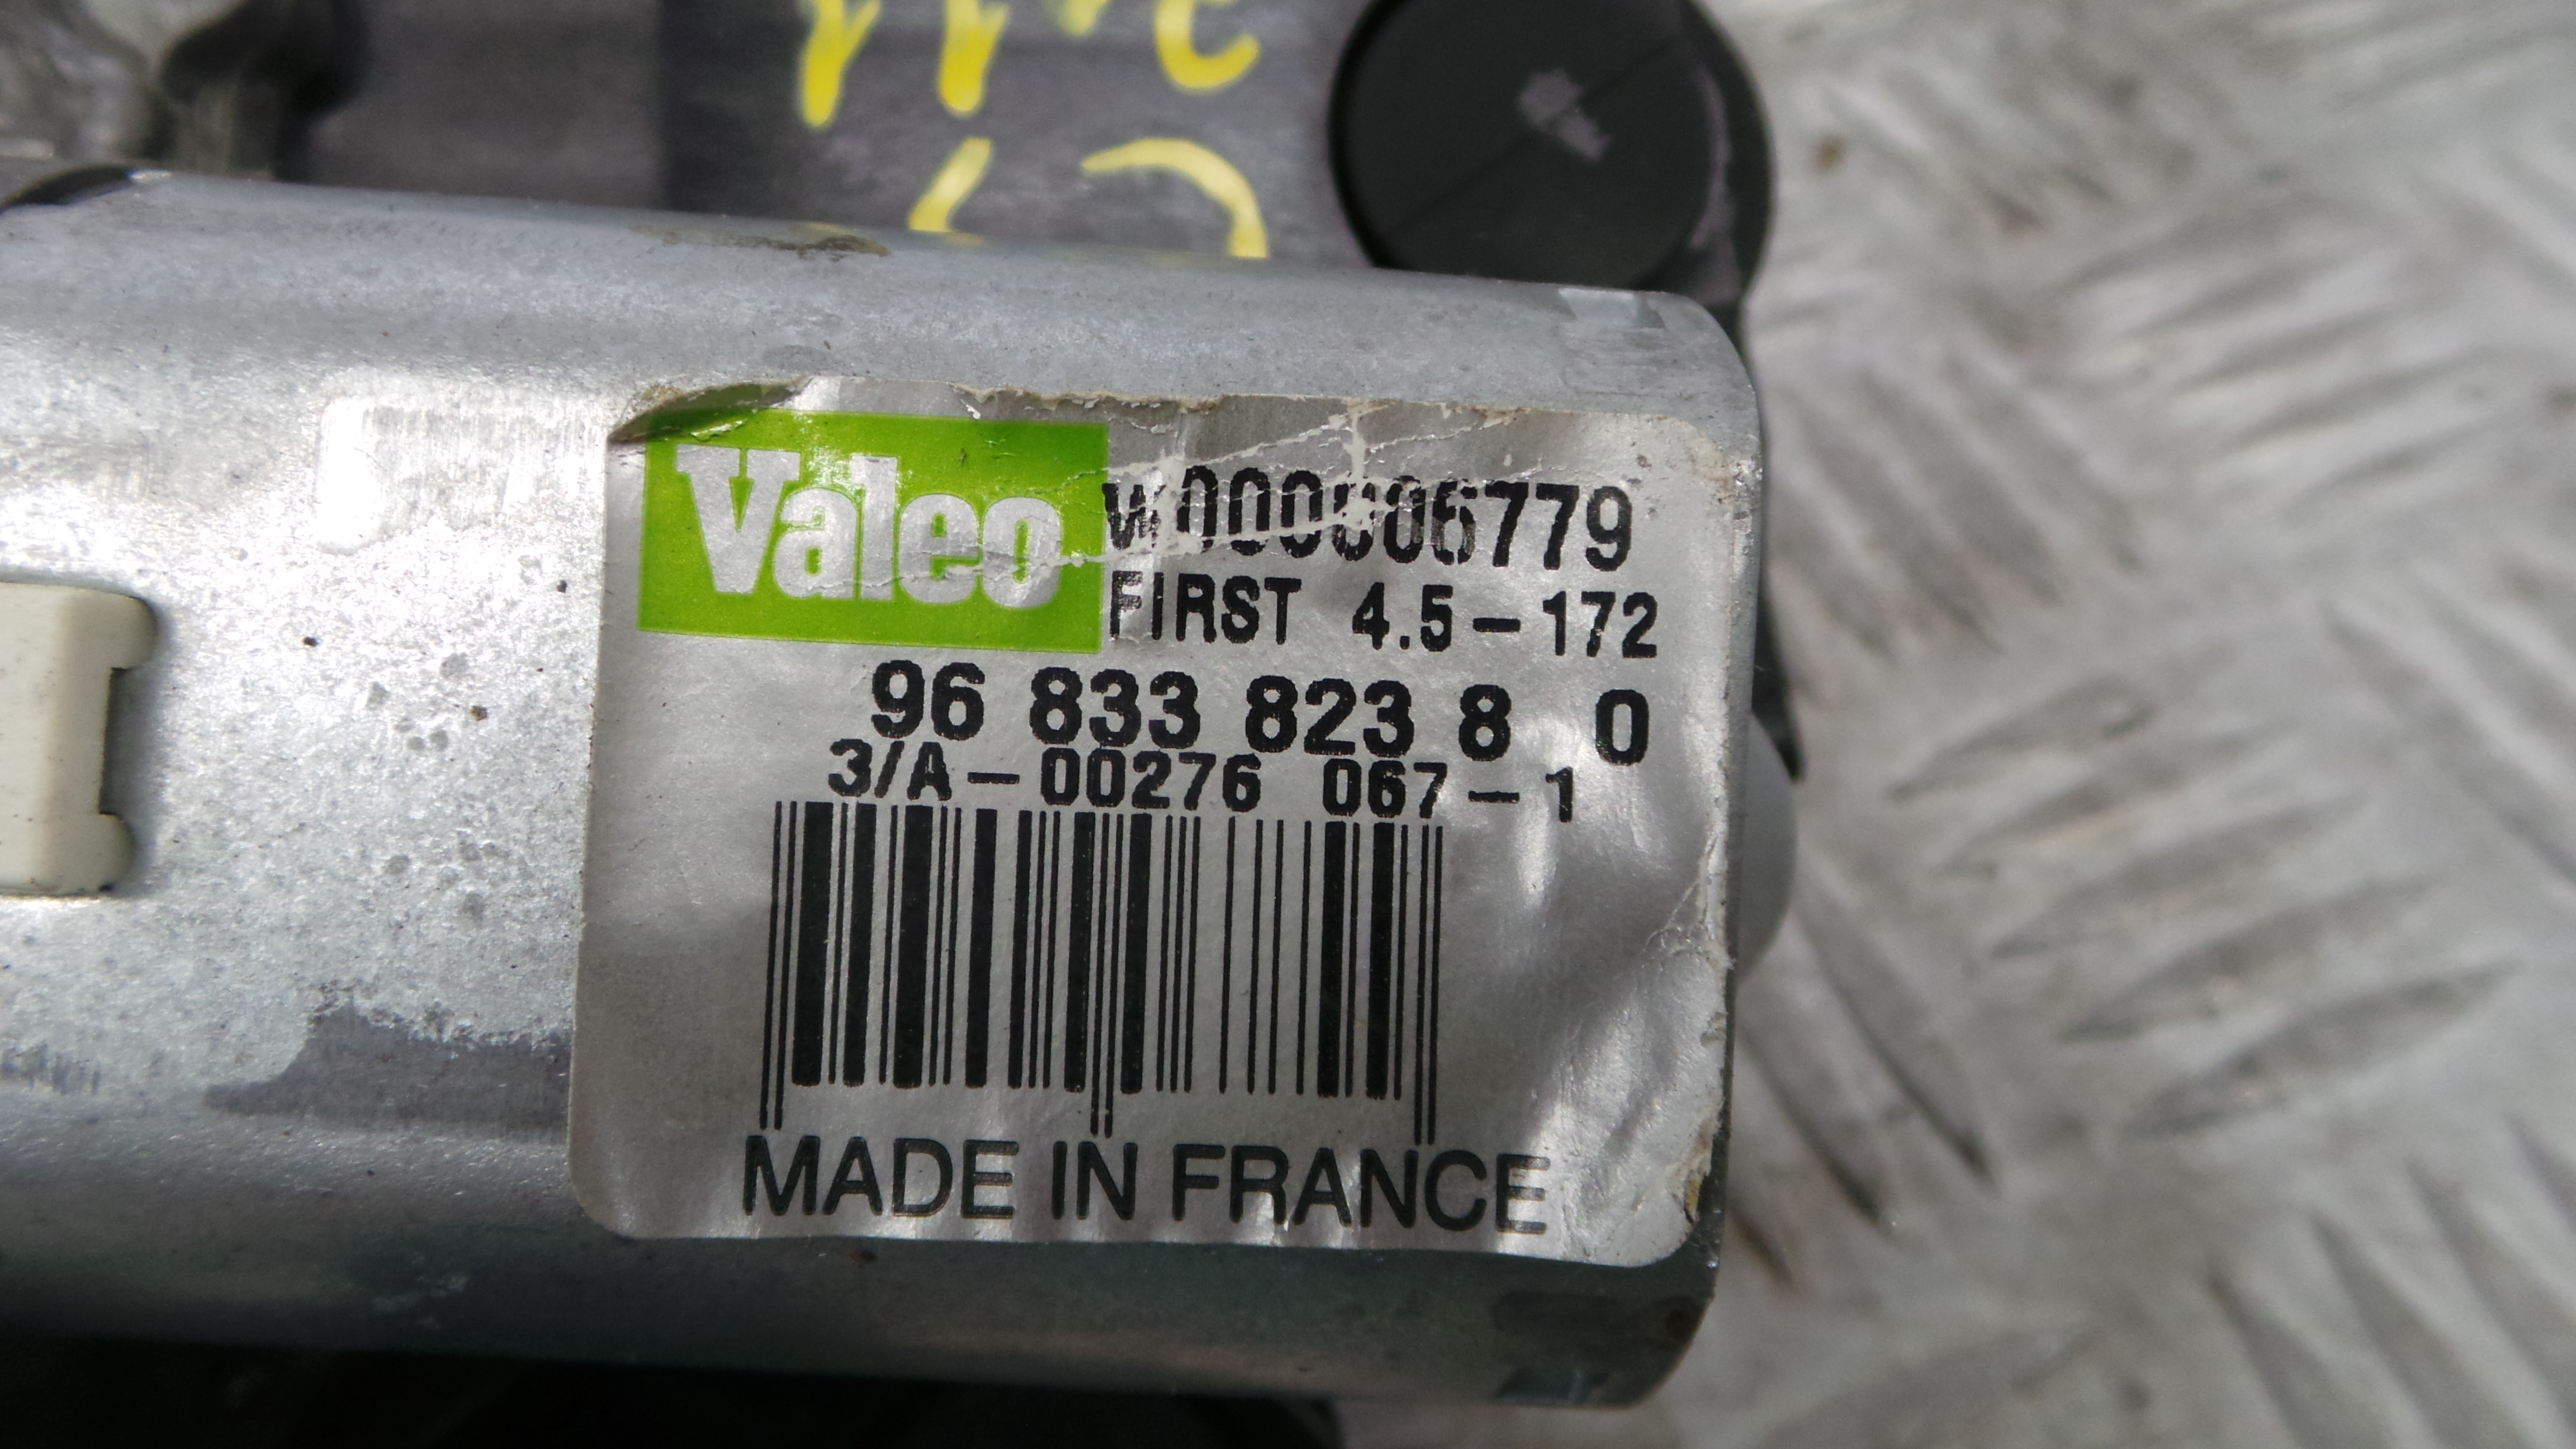 Valeo W000006779
FIRST 4.5-172
96 833 823 8 0
3/A-00276 067-1
MADE IN FRANCE